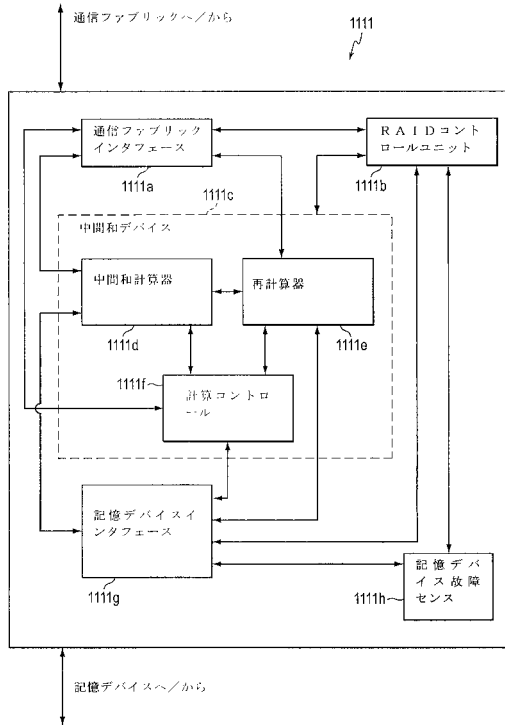 通信ファブリックへ/から
1111
通信ファブリック
インタフェース
1111a
RAIDコント
ロールユニット
1111b
1111c
中間和デバイス
中間和計算器
1111d
再計算器
1111e
1111f
計算コントロ
ール
記憶デバイスイ
ンタフェース
1111g
記憶デバ
イス故障
センス
1111h
記憶デバイスへ/から